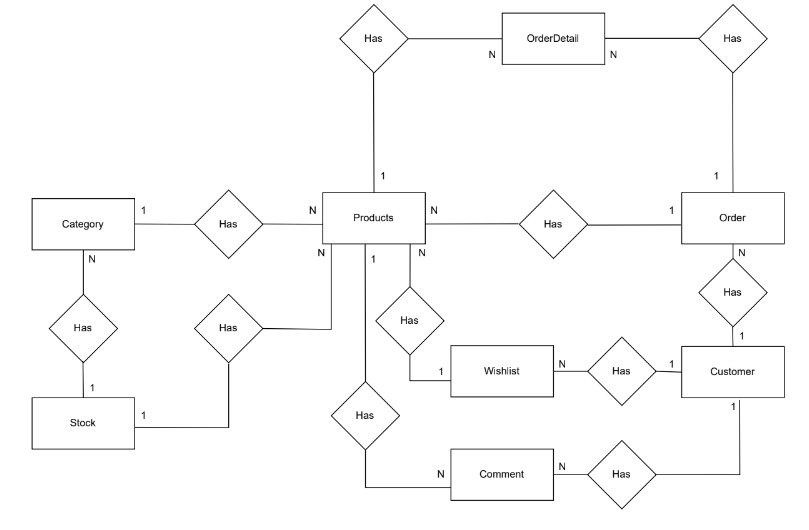 Has
OrderDetail
Has
N
N
1
1
Category
1
Has
N
Products
N
Has
1
Order
N
N
1
N
N
Has
Has
Has
Has
1
1
Wishlist
N
Has
1
Customer
1
Stock
1
Has
1
N
Comment
N
Has